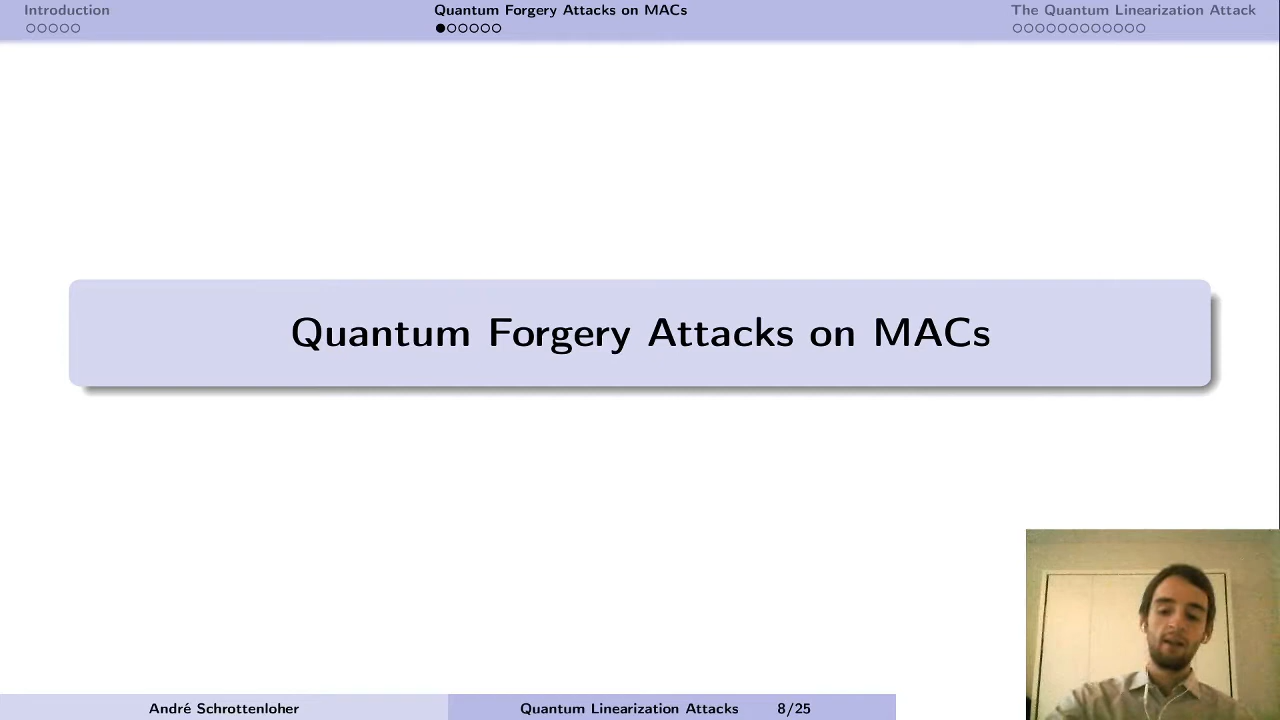 Introduction
Quantum Forgery Attacks on MACs
The Quantum Linearization Attack
Quantum Forgery Attacks on MACs
André Schrottenloher
Quantum Linearization Attacks
8/25